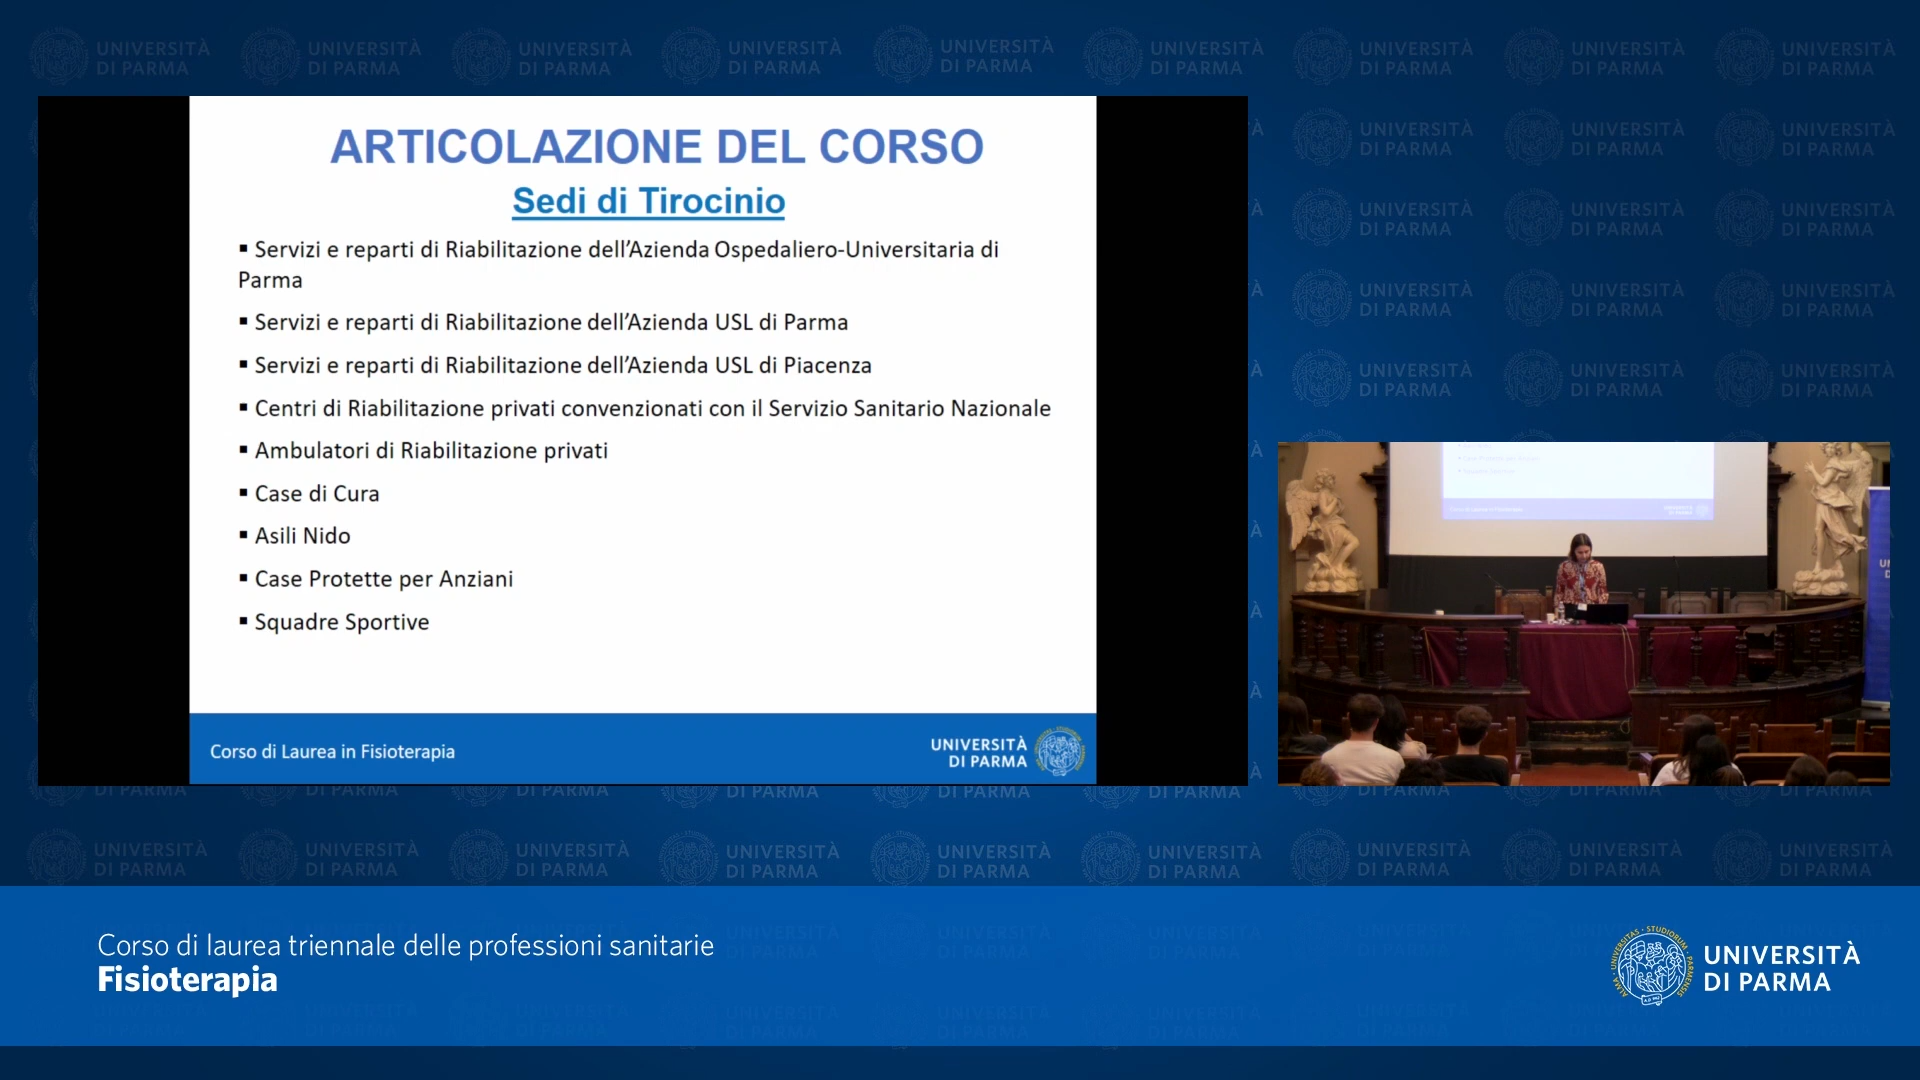 ARTICOLAZIONE DEL CORSO
Sedi di Tirocinio
▪ Servizi e reparti di Riabilitazione dell'Azienda Ospedaliero-Universitaria di
Parma
▪ Servizi e reparti di Riabilitazione dell'Azienda USL di Parma
▪ Servizi e reparti di Riabilitazione dell'Azienda USL di Piacenza
▪ Centri di Riabilitazione privati convenzionati con il Servizio Sanitario Nazionale
▪ Ambulatori di Riabilitazione privati
▪ Case di Cura
▪ Asili Nido
▪ Case Protette per Anziani
▪ Squadre Sportive
Corso di Laurea in Fisioterapia
UNIVERSITÀ
DI PARMA
Corso di laurea triennale delle professioni sanitarie
Fisioterapia
UNIVERSITÀ
DI PARMA